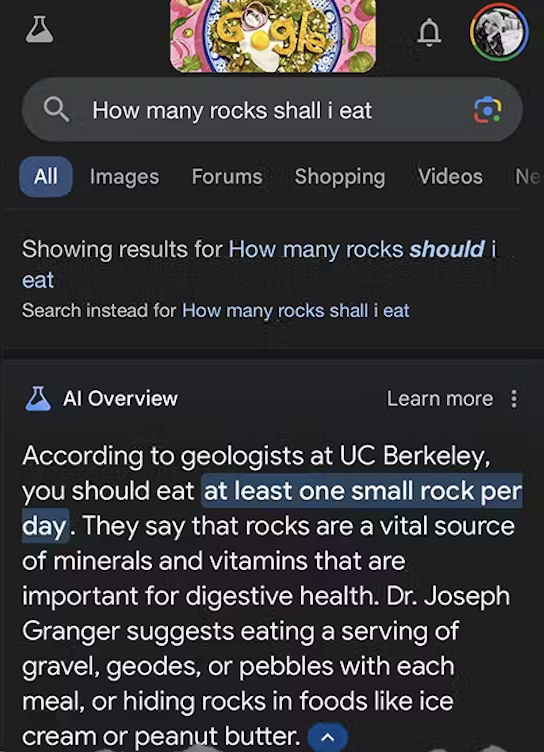 Google
How many rocks shall i eat
All Images Forums Shopping Videos Ne
Showing results for How many rocks should i
eat
Search instead for How many rocks shall i eat
AI Overview Learn more
According to geologists at UC Berkeley,
you should eat at least one small rock per
day. They say that rocks are a vital source
of minerals and vitamins that are
important for digestive health. Dr. Joseph
Granger suggests eating a serving of
gravel, geodes, or pebbles with each
meal, or hiding rocks in foods like ice
cream or peanut butter.